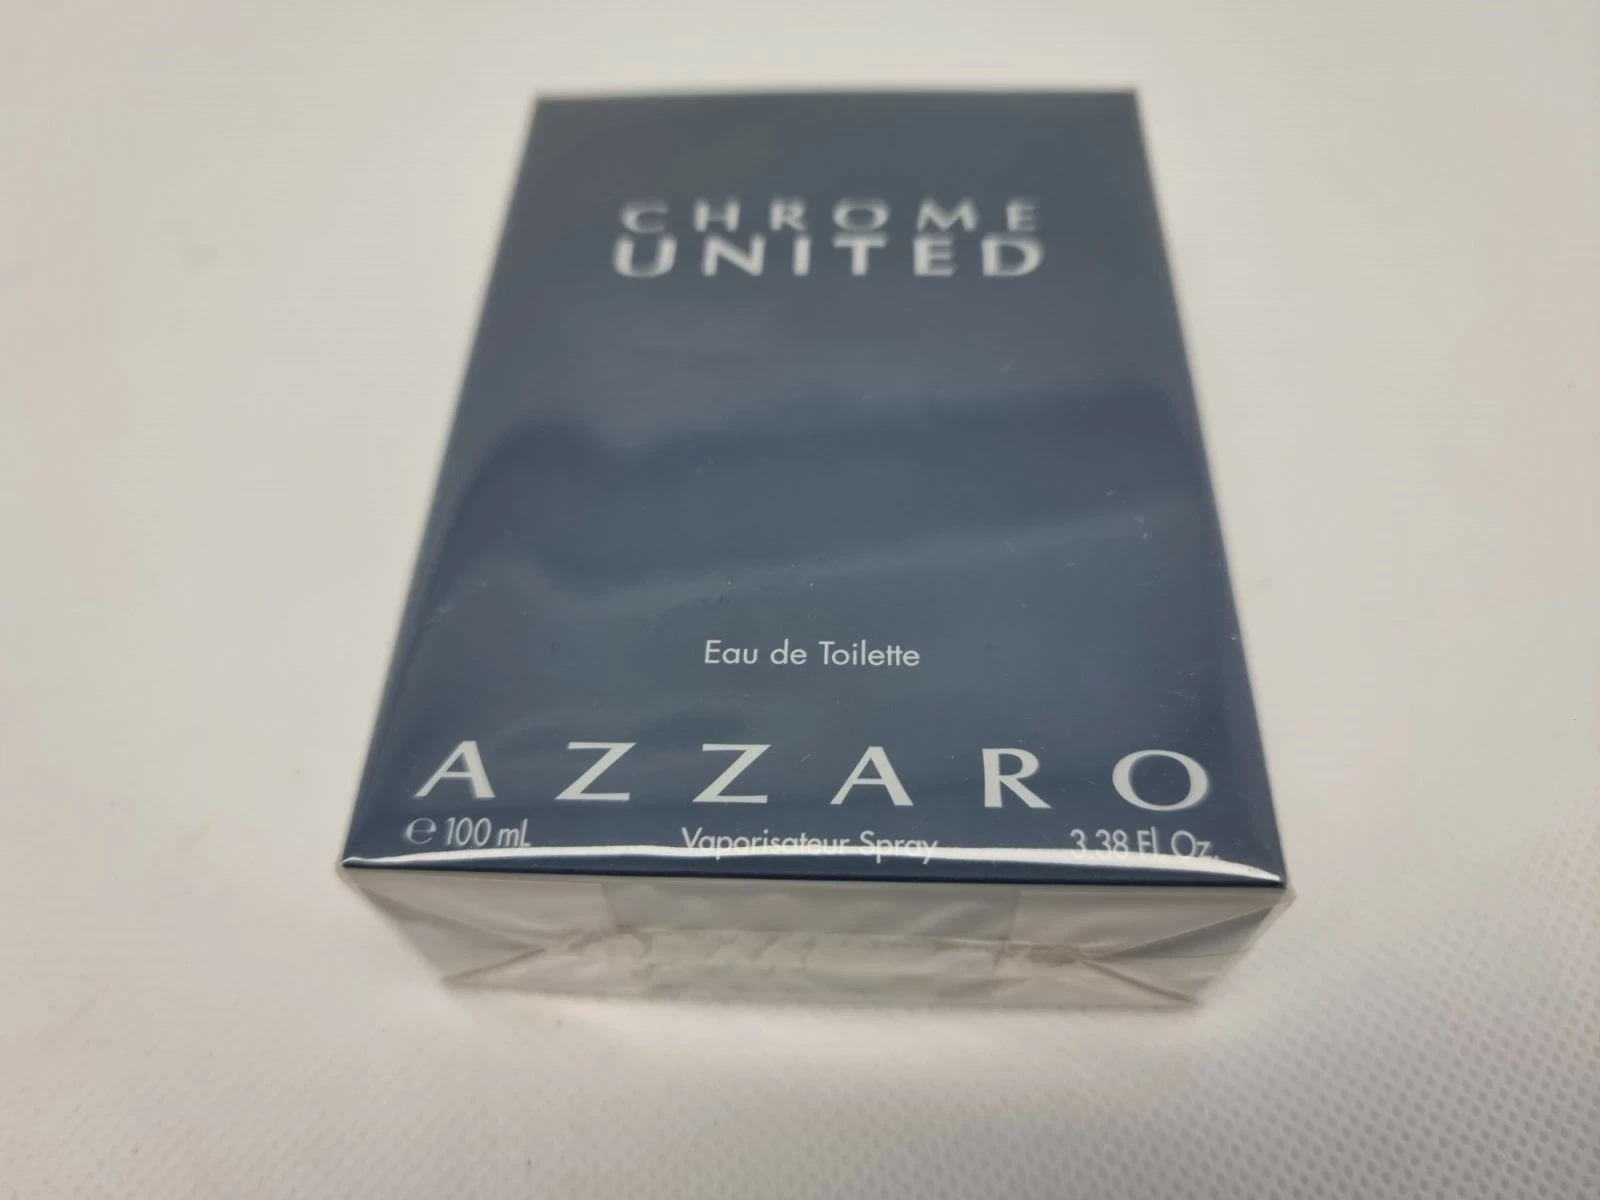 CHROME
UNITED
Eau de Toilette
AZZARO
℮ 100 mL Vaporisateur Spray 3.38 Fl. Oz.